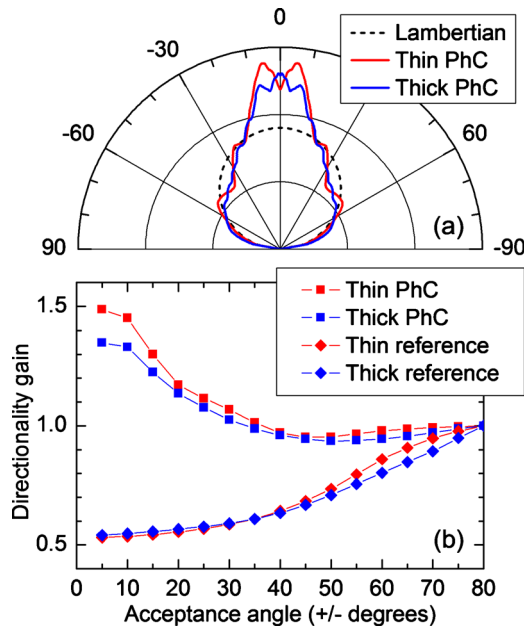 0
-30
-60
60
90
-90
Lambertian
Thin PhC
Thick PhC
(a)
1.5
1.0
0.5
Directionality gain
Thin PhC
Thick PhC
Thin reference
Thick reference
(b)
0 10 20 30 40 50 60 70 80
Acceptance angle (+/- degrees)